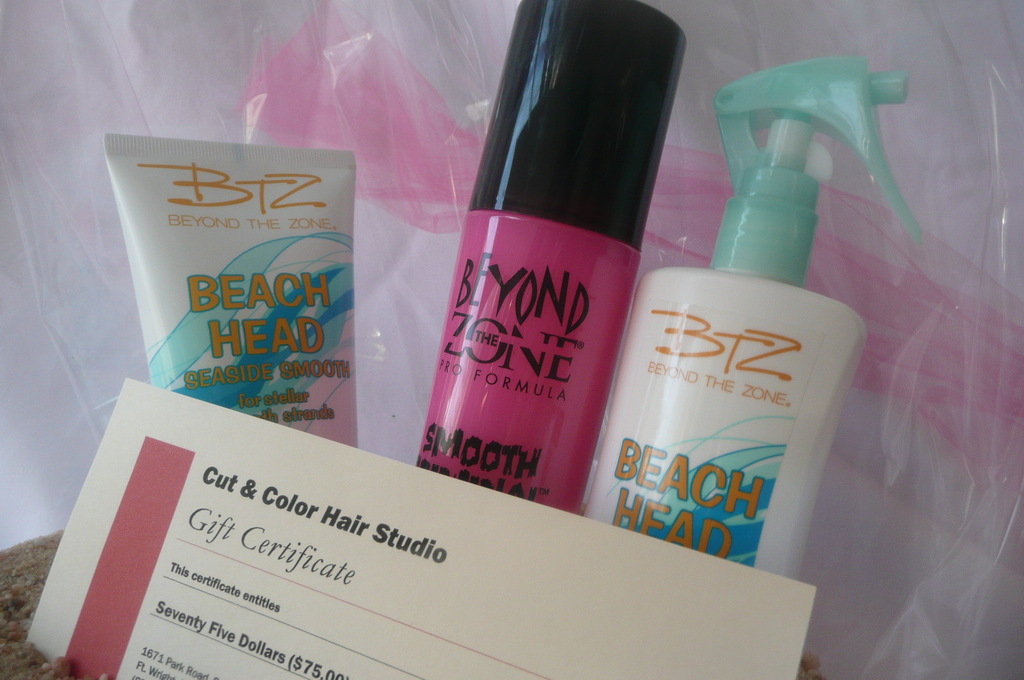 BTZ
BEYOND THE ZONE®
BEACH
HEAD
SEASIDE SMOOTH
for stellar
strands
BEYOND
THE
ZONE®
PRO FORMULA
SMOOTH
BTZ
BEYOND THE ZONE®
BEACH
HEAD
Cut & Color Hair Studio
Gift Certificate
This certificate entitles
Seventy Five Dollars ($75.00)
1671 Park Road,
Ft. Wright